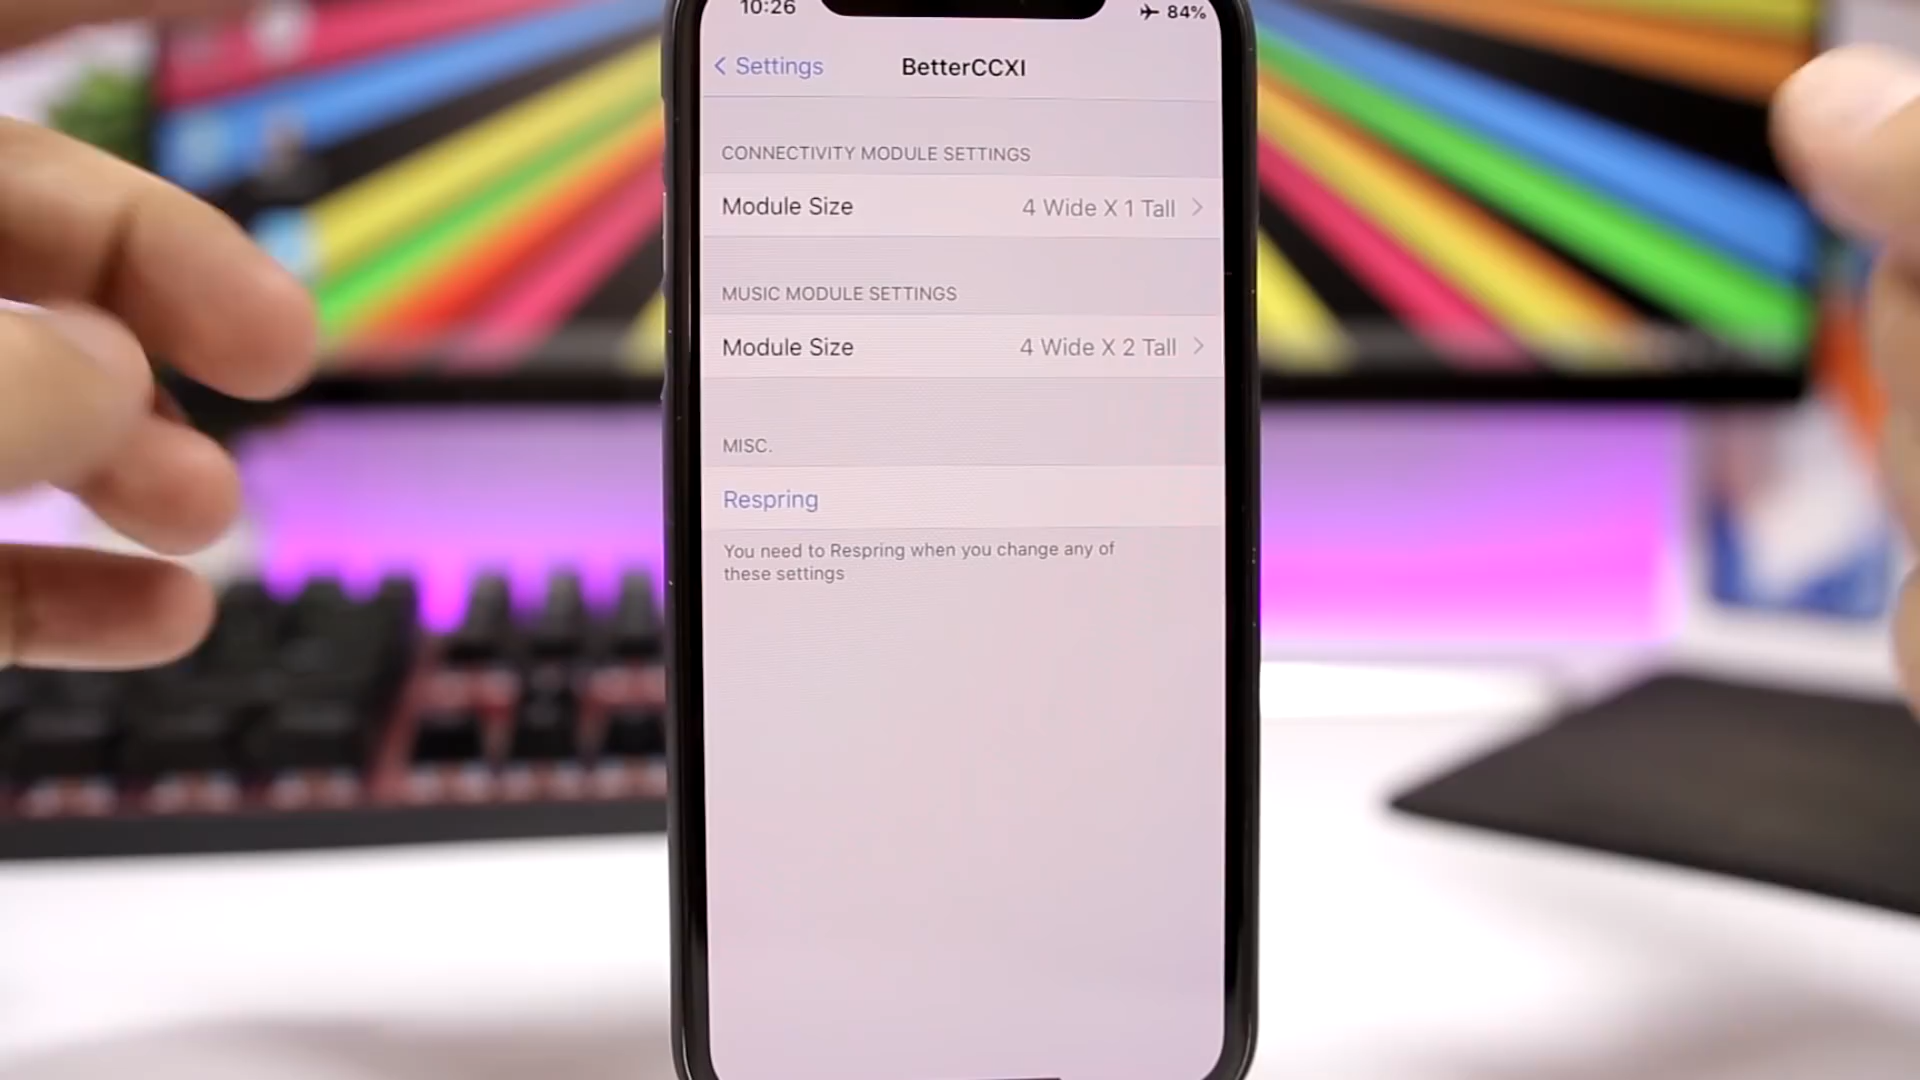 10:26
84%
Settings
BetterCCXI
CONNECTIVITY MODULE SETTINGS
Module Size
4 Wide X 1 Tall
MUSIC MODULE SETTINGS
Module Size
4 Wide X 2 Tall
MISC.
Respring
You need to Respring when you change any of
these settings